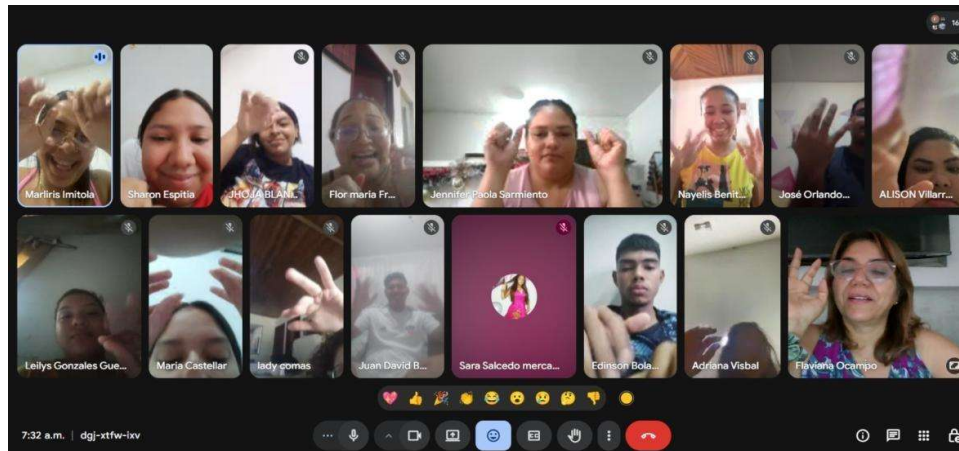 16
Marliris Imitola
Sharon Espitia
JHOJA BLAN...
Flor maria Fr...
Jennifer Paola Sarmiento
Nayelis Benit...
José Orlando...
ALISON Villarr...
Leilys Gonzales Gue...
Maria Castellar
lady comas
Juan David B...
Sara Salcedo merca...
Edinson Bola...
Adriana Visbal
Flaviana Ocampo
7:32 a.m. | dgj-xtfw-ixv